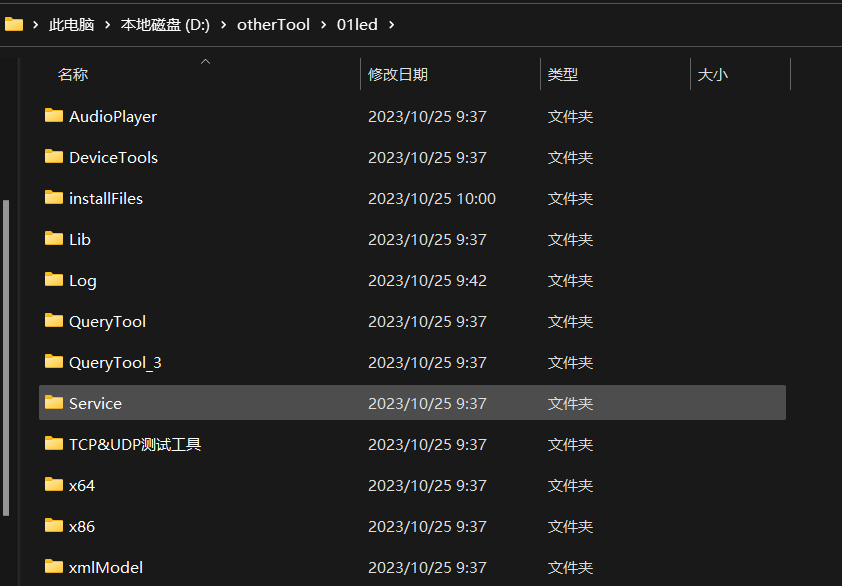 此电脑 > 本地磁盘 (D:) > otherTool > 01led >
名称 修改日期 类型 大小
AudioPlayer 2023/10/25 9:37 文件夹
DeviceTools 2023/10/25 9:37 文件夹
installFiles 2023/10/25 10:00 文件夹
Lib 2023/10/25 9:37 文件夹
Log 2023/10/25 9:42 文件夹
QueryTool 2023/10/25 9:37 文件夹
QueryTool_3 2023/10/25 9:37 文件夹
Service 2023/10/25 9:37 文件夹
TCP&UDP测试工具 2023/10/25 9:37 文件夹
x64 2023/10/25 9:37 文件夹
x86 2023/10/25 9:37 文件夹
xmlModel 2023/10/25 9:37 文件夹